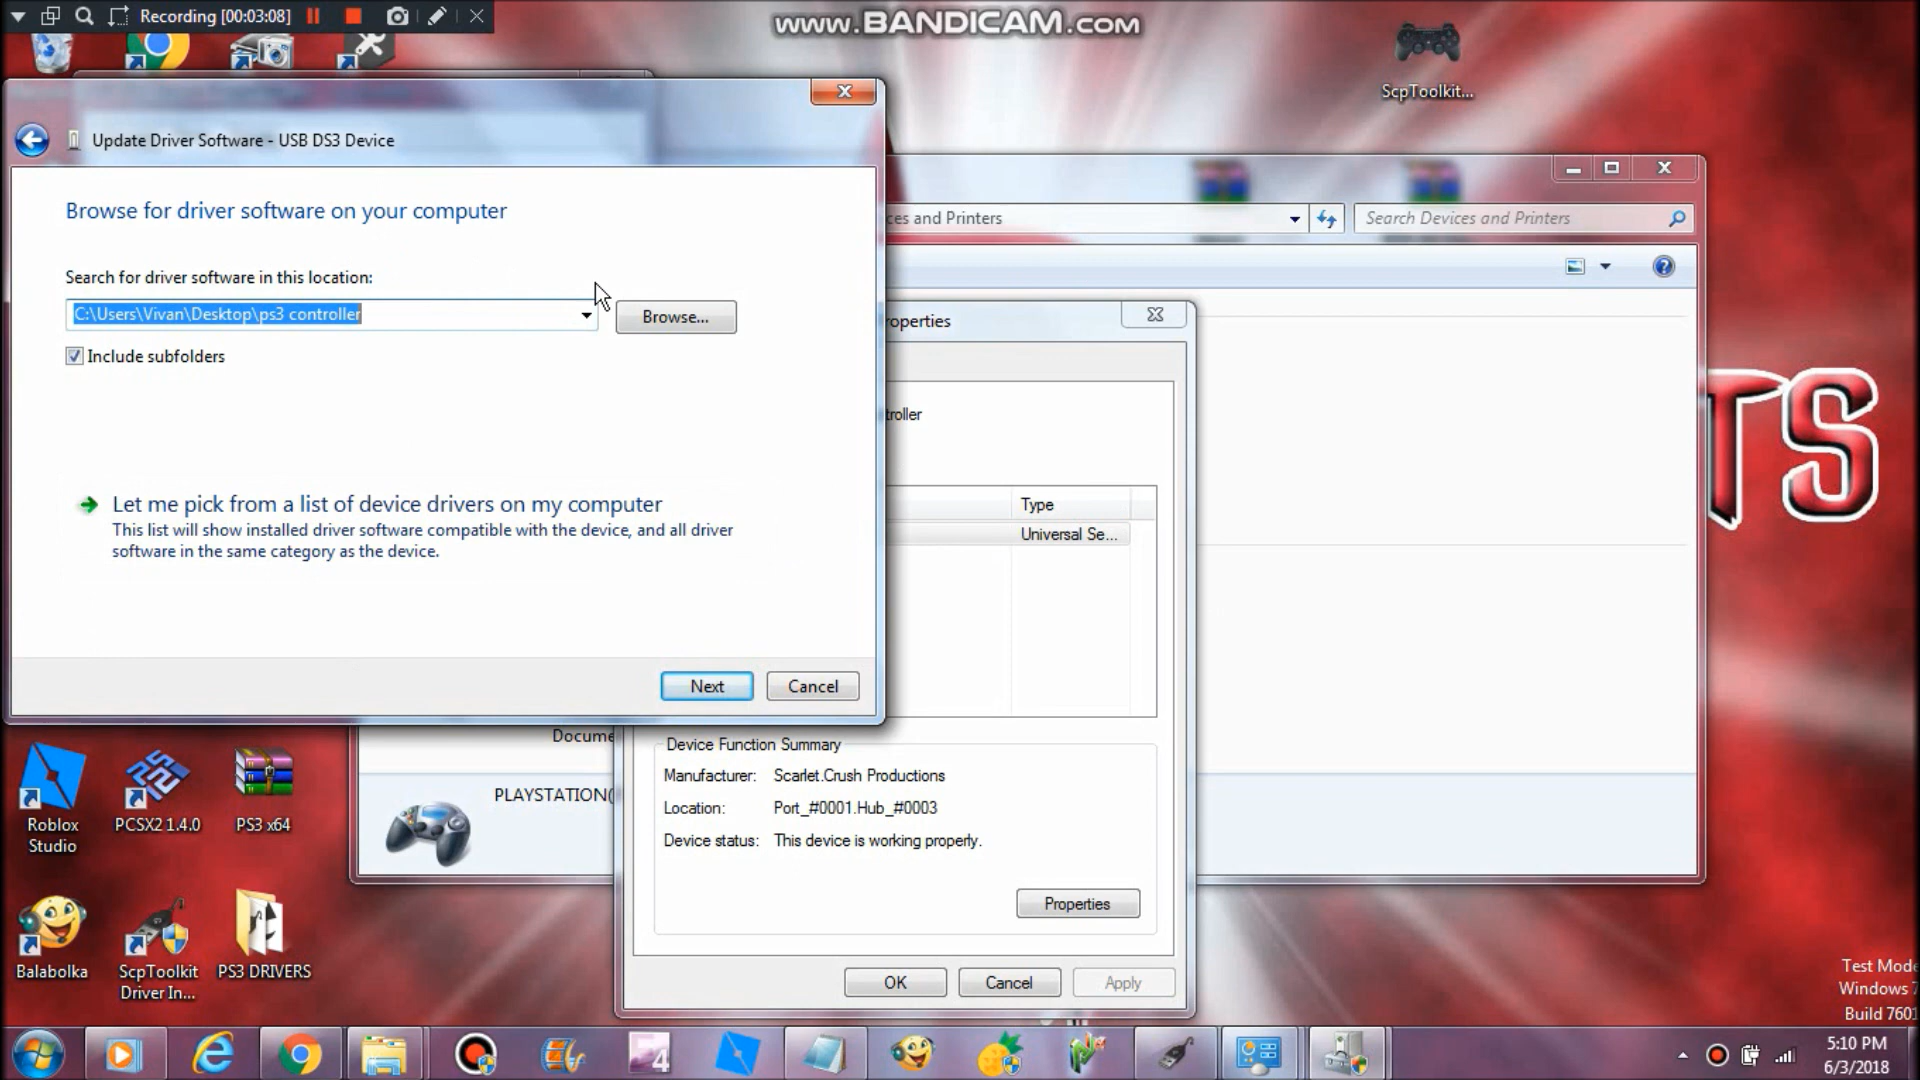 Recording [00:03:08]
www.BANDICAM.com
ScpToolkit...
Update Driver Software - USB DS3 Device
Browse for driver software on your computer
Search for driver software in this location:
C:\Users\Vivan\Desktop\ps3 controller
Browse...
Include subfolders
Let me pick from a list of device drivers on my computer
This list will show installed driver software compatible with the device, and all driver
software in the same category as the device.
Next
Cancel
ces and Printers
Search Devices and Printers
operties
troller
Type
Universal Se...
Docume
PLAYSTATION(
Device Function Summary
Manufacturer: Scarlet.Crush Productions
Location: Port_#0001.Hub_#0003
Device status: This device is working properly.
Properties
OK
Cancel
Apply
TS
Roblox
Studio
PCSX2 1.4.0
PS3 x64
Balabolka
ScpToolkit
Driver In...
PS3 DRIVERS
Test Mode
Windows 7
Build 7601
4
5:10 PM
6/3/2018